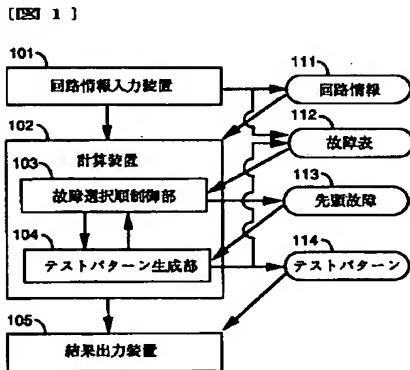 [図 1]
101
回路情報入力装置
111
回路情報
102
計算装置
112
故障表
103
故障選択順制御部
113
先頭故障
104
テストパターン生成部
114
テストパターン
105
結果出力装置